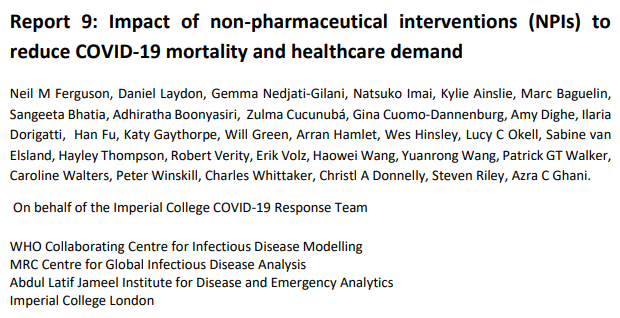 Report 9: Impact of non-pharmaceutical interventions (NPIs) to
reduce COVID-19 mortality and healthcare demand
Neil M Ferguson, Daniel Laydon, Gemma Nedjati-Gilani, Natsuko Imai, Kylie Ainslie, Marc Baguelin,
Sangeeta Bhatia, Adhiratha Boonyasiri, Zulma Cucunubá, Gina Cuomo-Dannenburg, Amy Dighe, Ilaria
Dorigatti, Han Fu, Katy Gaythorpe, Will Green, Arran Hamlet, Wes Hinsley, Lucy C Okell, Sabine van
Elsland, Hayley Thompson, Robert Verity, Erik Volz, Haowei Wang, Yuanrong Wang, Patrick GT Walker,
Caroline Walters, Peter Winskill, Charles Whittaker, Christl A Donnelly, Steven Riley, Azra C Ghani.
On behalf of the Imperial College COVID-19 Response Team
WHO Collaborating Centre for Infectious Disease Modelling
MRC Centre for Global Infectious Disease Analysis
Abdul Latif Jameel Institute for Disease and Emergency Analytics
Imperial College London